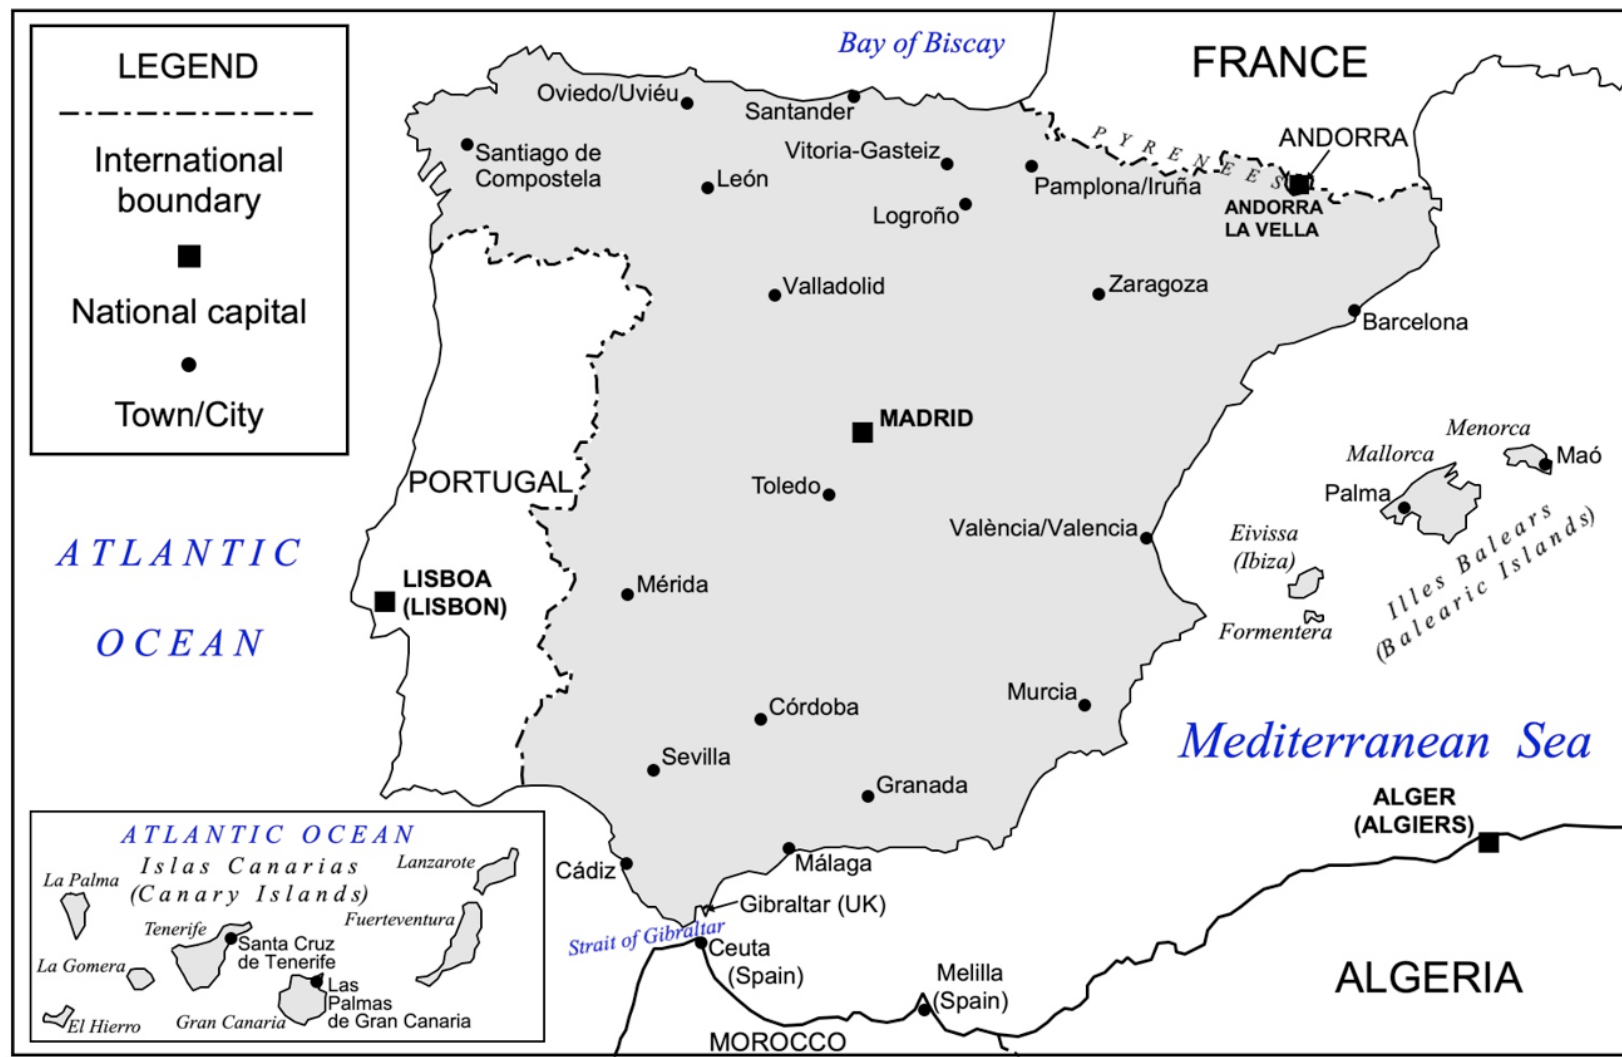 LEGEND
International
boundary
National capital
Town/City
Bay of Biscay
FRANCE
Oviedo/Uviéu
Santander
PYRENEES
ANDORRA
Santiago de
Compostela
León
Vitoria-Gasteiz
Pamplona/Iruña
Logroño
ANDORRA
LA VELLA
Valladolid
Zaragoza
Barcelona
MADRID
Menorca
Maó
Mallorca
Palma
PORTUGAL
Toledo
València/Valencia
Eivissa
(Ibiza)
Illes Balears
(Balearic Islands)
ATLANTIC
OCEAN
LISBOA
(LISBON)
Mérida
Formentera
Murcia
Córdoba
Sevilla
Granada
Mediterranean Sea
ALGER
(ALGIERS)
Cádiz
Málaga
Gibraltar (UK)
Strait of Gibraltar
Ceuta
(Spain)
Melilla
(Spain)
ALGERIA
MOROCCO
ATLANTIC OCEAN
Islas Canarias
(Canary Islands)
Lanzarote
La Palma
Fuerteventura
Tenerife
Santa Cruz
de Tenerife
La Gomera
Las
Palmas
de Gran Canaria
Gran Canaria
El Hierro